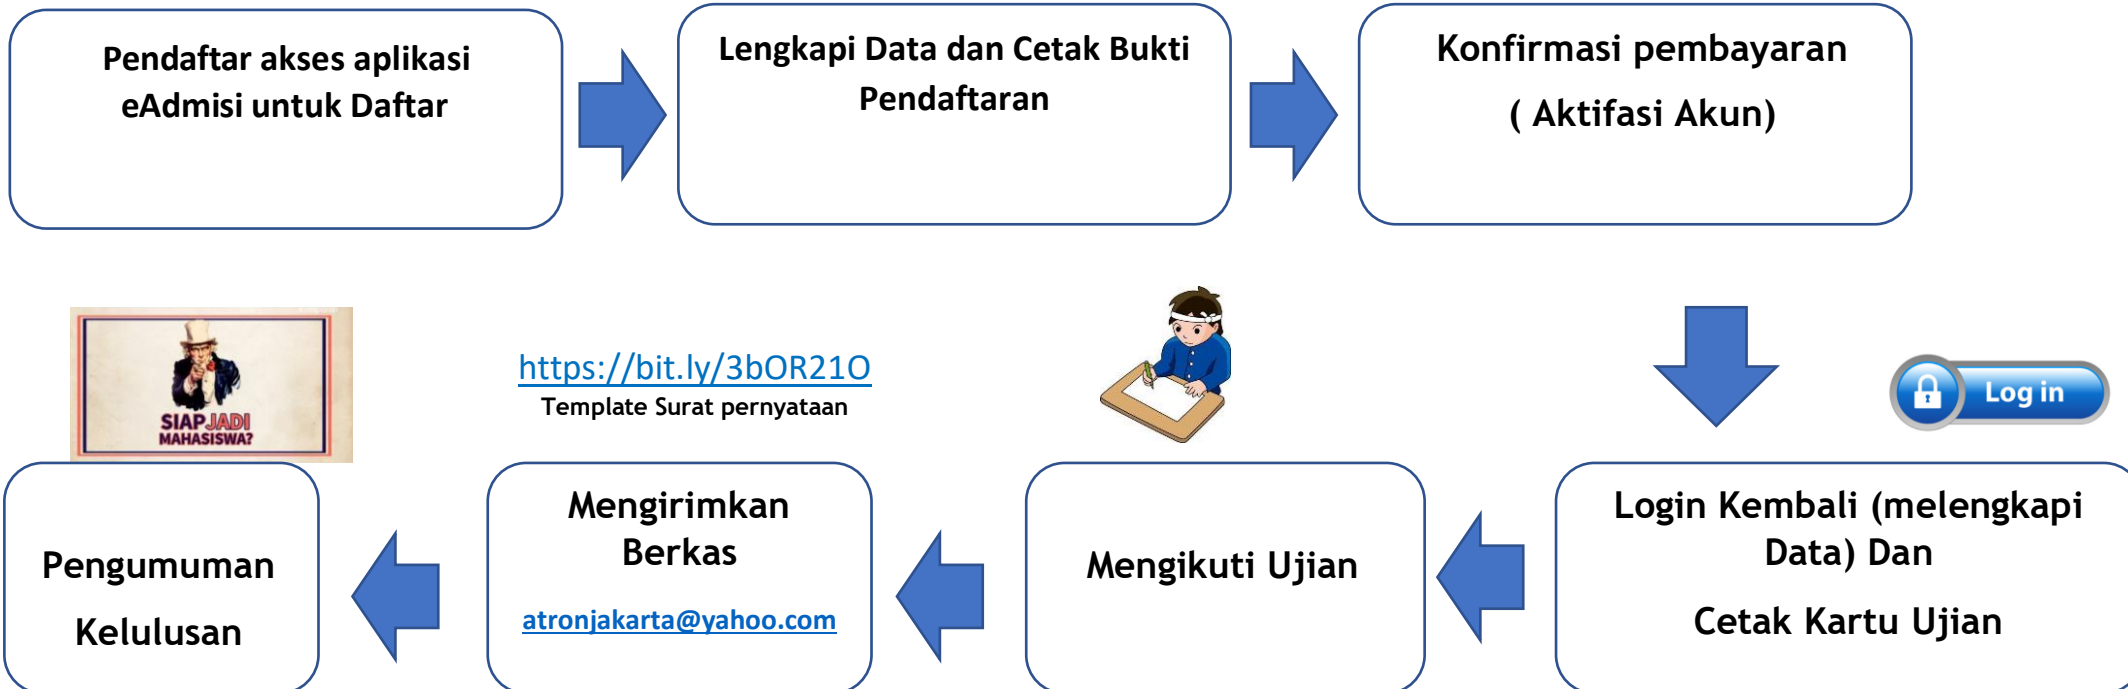 Pendaftar akses aplikasi
eAdmisi untuk Daftar
Lengkapi Data dan Cetak Bukti
Pendaftaran
Konfirmasi pembayaran
( Aktifasi Akun)
Log in
Login Kembali (melengkapi
Data) Dan
Cetak Kartu Ujian
Mengikuti Ujian
https://bit.ly/3bOR21O
Template Surat pernyataan
Mengirimkan
Berkas
atronjakarta@yahoo.com
SIAP JADI
MAHASISWA?
Pengumuman
Kelulusan